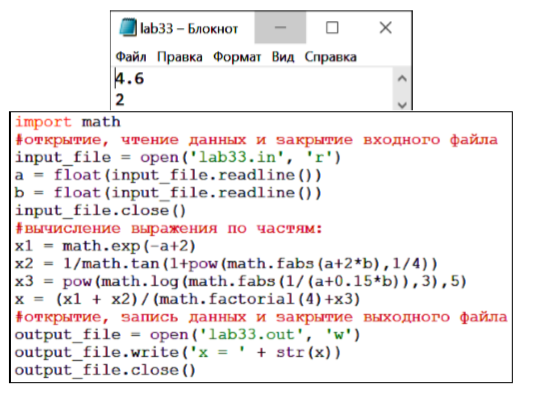 lab33 – Блокнот
Файл Правка Формат Вид Справка
4.6
2
import math
#открытие, чтение данных и закрытие входного файла
input_file = open('lab33.in', 'r')
a = float(input_file.readline())
b = float(input_file.readline())
input_file.close()
#вычисление выражения по частям:
x1 = math.exp(-a+2)
x2 = 1/math.tan(1+pow(math.fabs(a+2*b),1/4))
x3 = pow(math.log(math.fabs(1/(a+0.15*b)),3),5)
x = (x1 + x2)/(math.factorial(4)+x3)
#открытие, запись данных и закрытие выходного файла
output_file = open('lab33.out', 'w')
output_file.write('x = ' + str(x))
output_file.close()